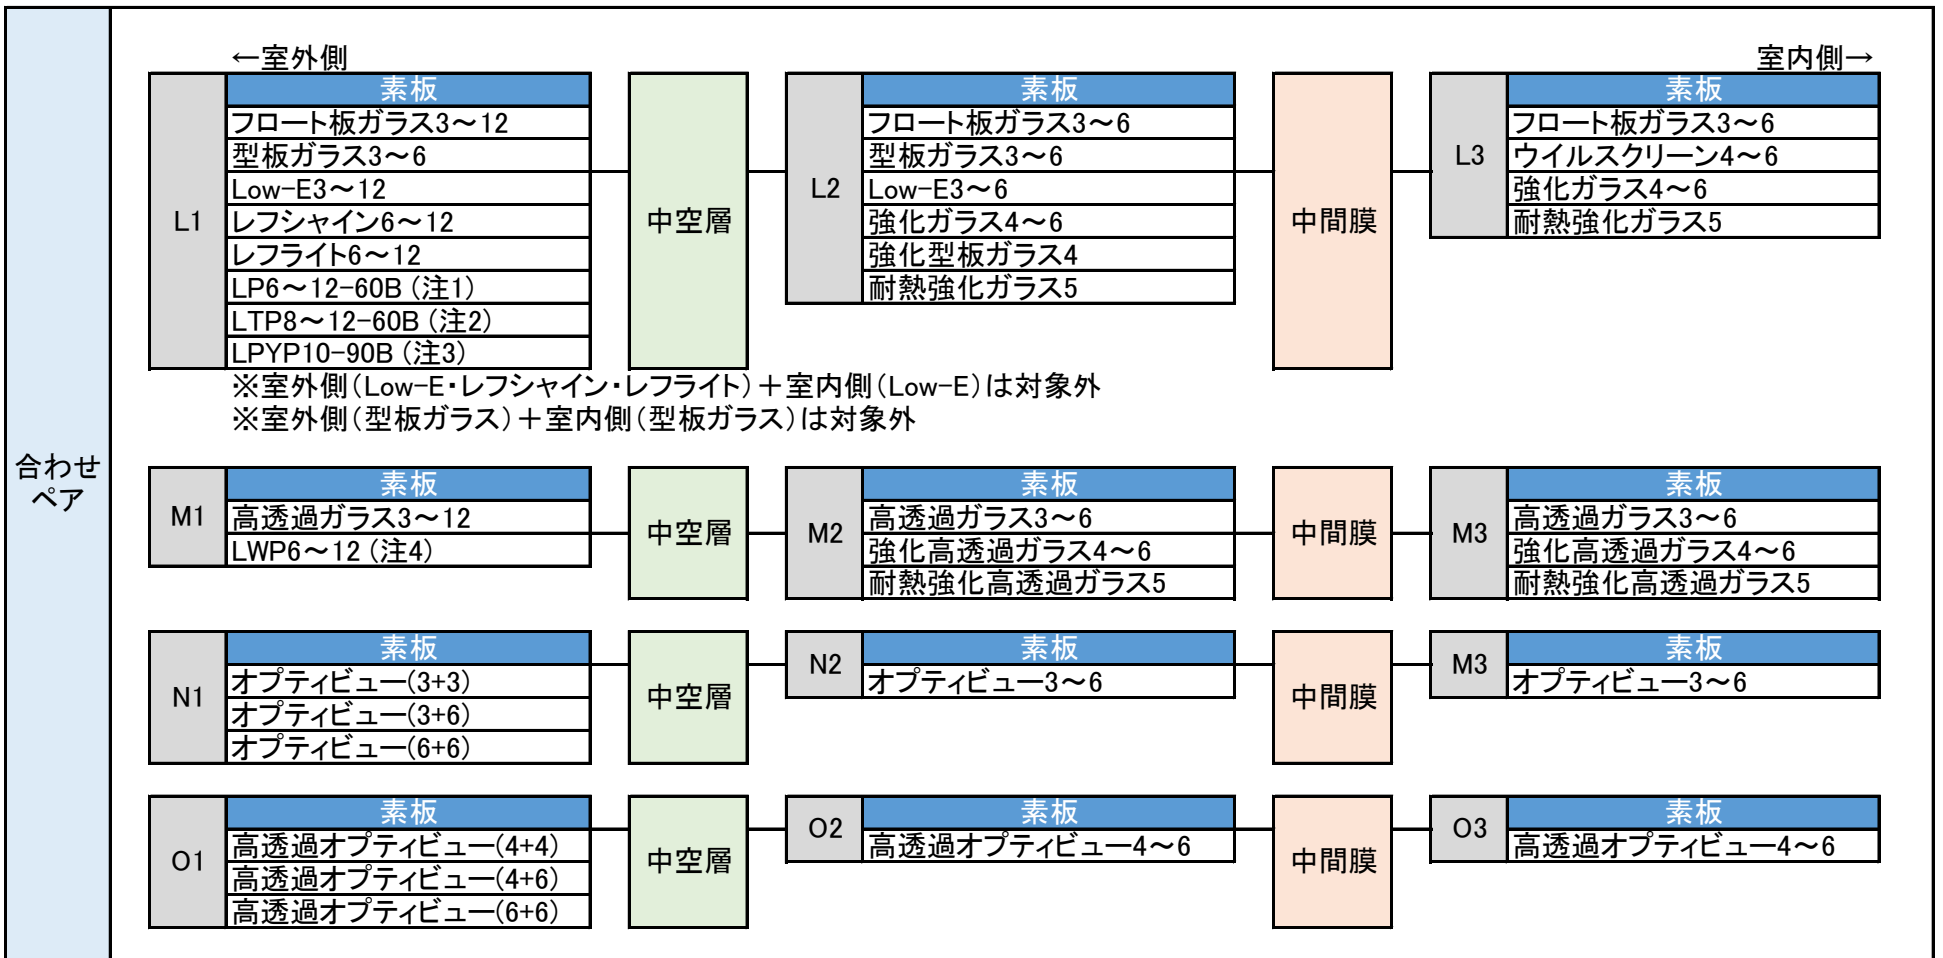 合わせ
ペア
←室外側
室内側→
L1
素板
フロート板ガラス3～12
型板ガラス3～6
Low-E3～12
レフシャイン6～12
レフライト6～12
LP6～12-60B（注1）
LTP8～12-60B（注2）
LPYP10-90B（注3）
中空層
L2
素板
フロート板ガラス3～6
型板ガラス3～6
Low-E3～6
強化ガラス4～6
強化型板ガラス4
耐熱強化ガラス5
中間膜
L3
素板
フロート板ガラス3～6
ウイルスクリーン4～6
強化ガラス4～6
耐熱強化ガラス5
※室外側（Low-E・レフシャイン・レフライト）＋室内側（Low-E）は対象外
※室外側（型板ガラス）＋室内側（型板ガラス）は対象外
M1
素板
高透過ガラス3～12
LWP6～12（注4）
中空層
M2
素板
高透過ガラス3～6
強化高透過ガラス4～6
耐熱強化高透過ガラス5
中間膜
M3
素板
高透過ガラス3～6
強化高透過ガラス4～6
耐熱強化高透過ガラス5
N1
素板
オプティビュー(3+3)
オプティビュー(3+6)
オプティビュー(6+6)
中空層
N2
素板
オプティビュー3～6
中間膜
M3
素板
オプティビュー3～6
O1
素板
高透過オプティビュー(4+4)
高透過オプティビュー(4+6)
高透過オプティビュー(6+6)
中空層
O2
素板
高透過オプティビュー4～6
中間膜
O3
素板
高透過オプティビュー4～6